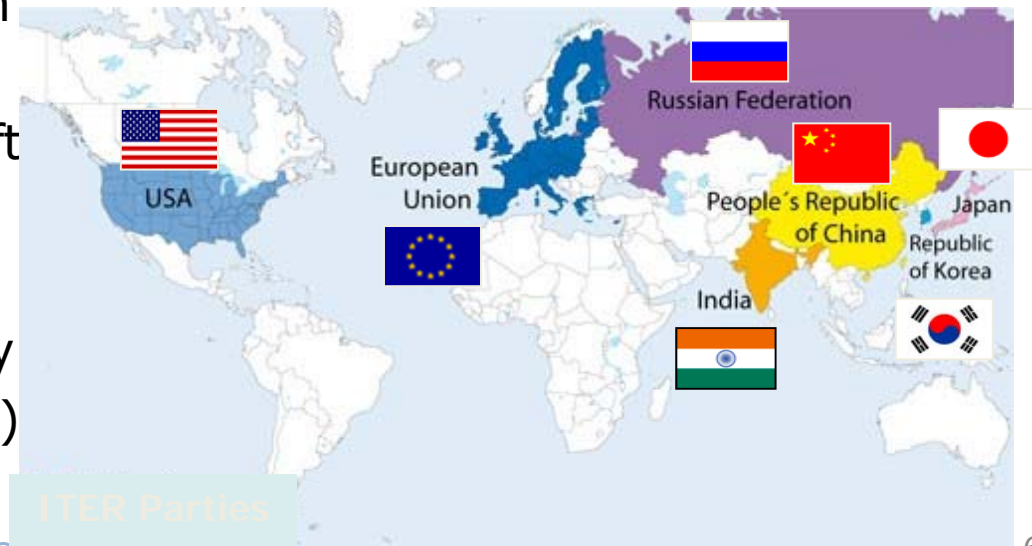 Russian Federation
USA
European
Union
People´s Republic
of China
Japan
Republic
of Korea
India
y
)
ITER Parties